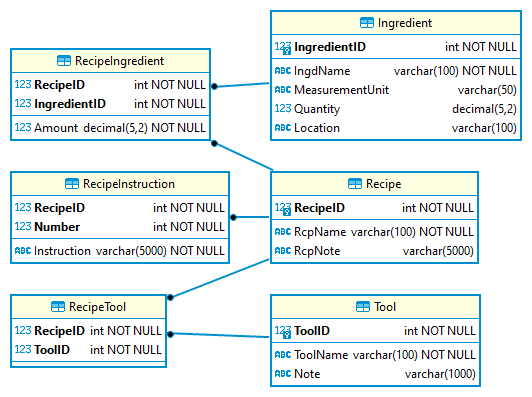 RecipeIngredient
123 RecipeID int NOT NULL
123 IngredientID int NOT NULL
123 Amount decimal(5,2) NOT NULL
Ingredient
123 IngredientID int NOT NULL
ABC IngdName varchar(100) NOT NULL
ABC MeasurementUnit varchar(50)
123 Quantity decimal(5,2)
ABC Location varchar(100)
RecipeInstruction
123 RecipeID int NOT NULL
123 Number int NOT NULL
ABC Instruction varchar(5000) NOT NULL
Recipe
123 RecipeID int NOT NULL
ABC RcpName varchar(100) NOT NULL
ABC RcpNote varchar(5000)
RecipeTool
123 RecipeID int NOT NULL
123 ToolID int NOT NULL
Tool
123 ToolID int NOT NULL
ABC ToolName varchar(100) NOT NULL
ABC Note varchar(1000)